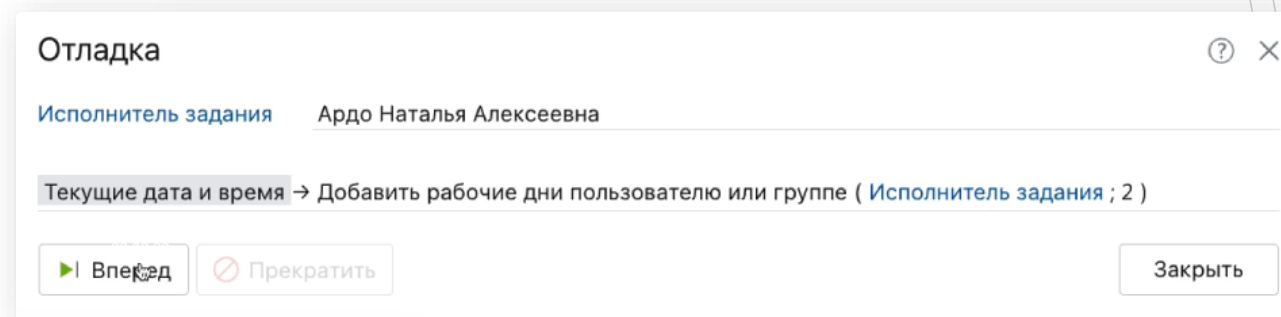 Отладка
Исполнитель задания Ардо Наталья Алексеевна
Текущие дата и время → Добавить рабочие дни пользователю или группе ( Исполнитель задания ; 2 )
Вперед Прекратить Закрыть